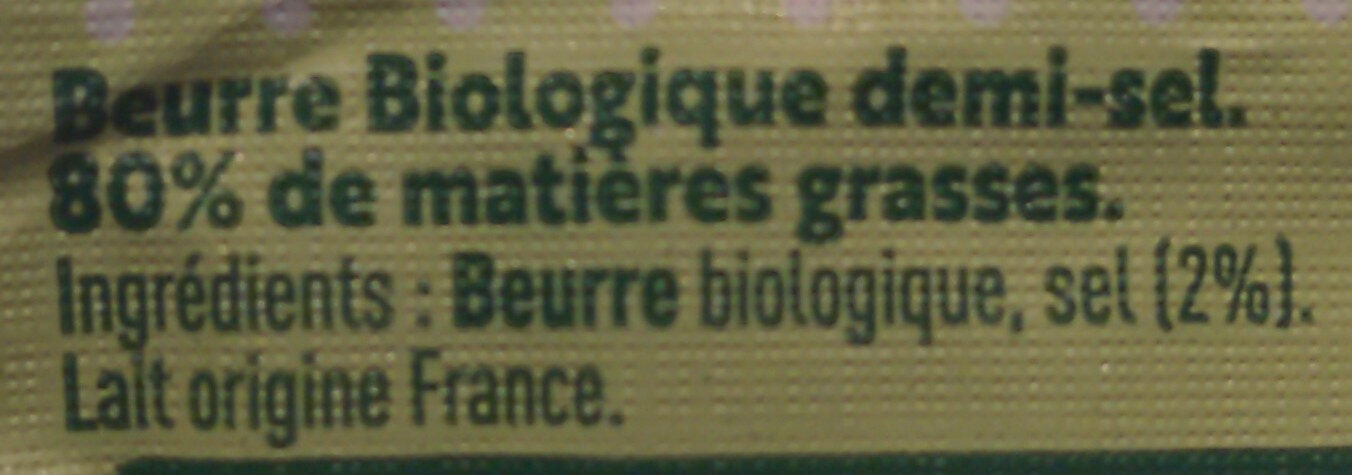 Beurre Biologique demi-sel.
80% de matières grasses.
Ingrédients : Beurre biologique, sel (2%).
Lait origine France.